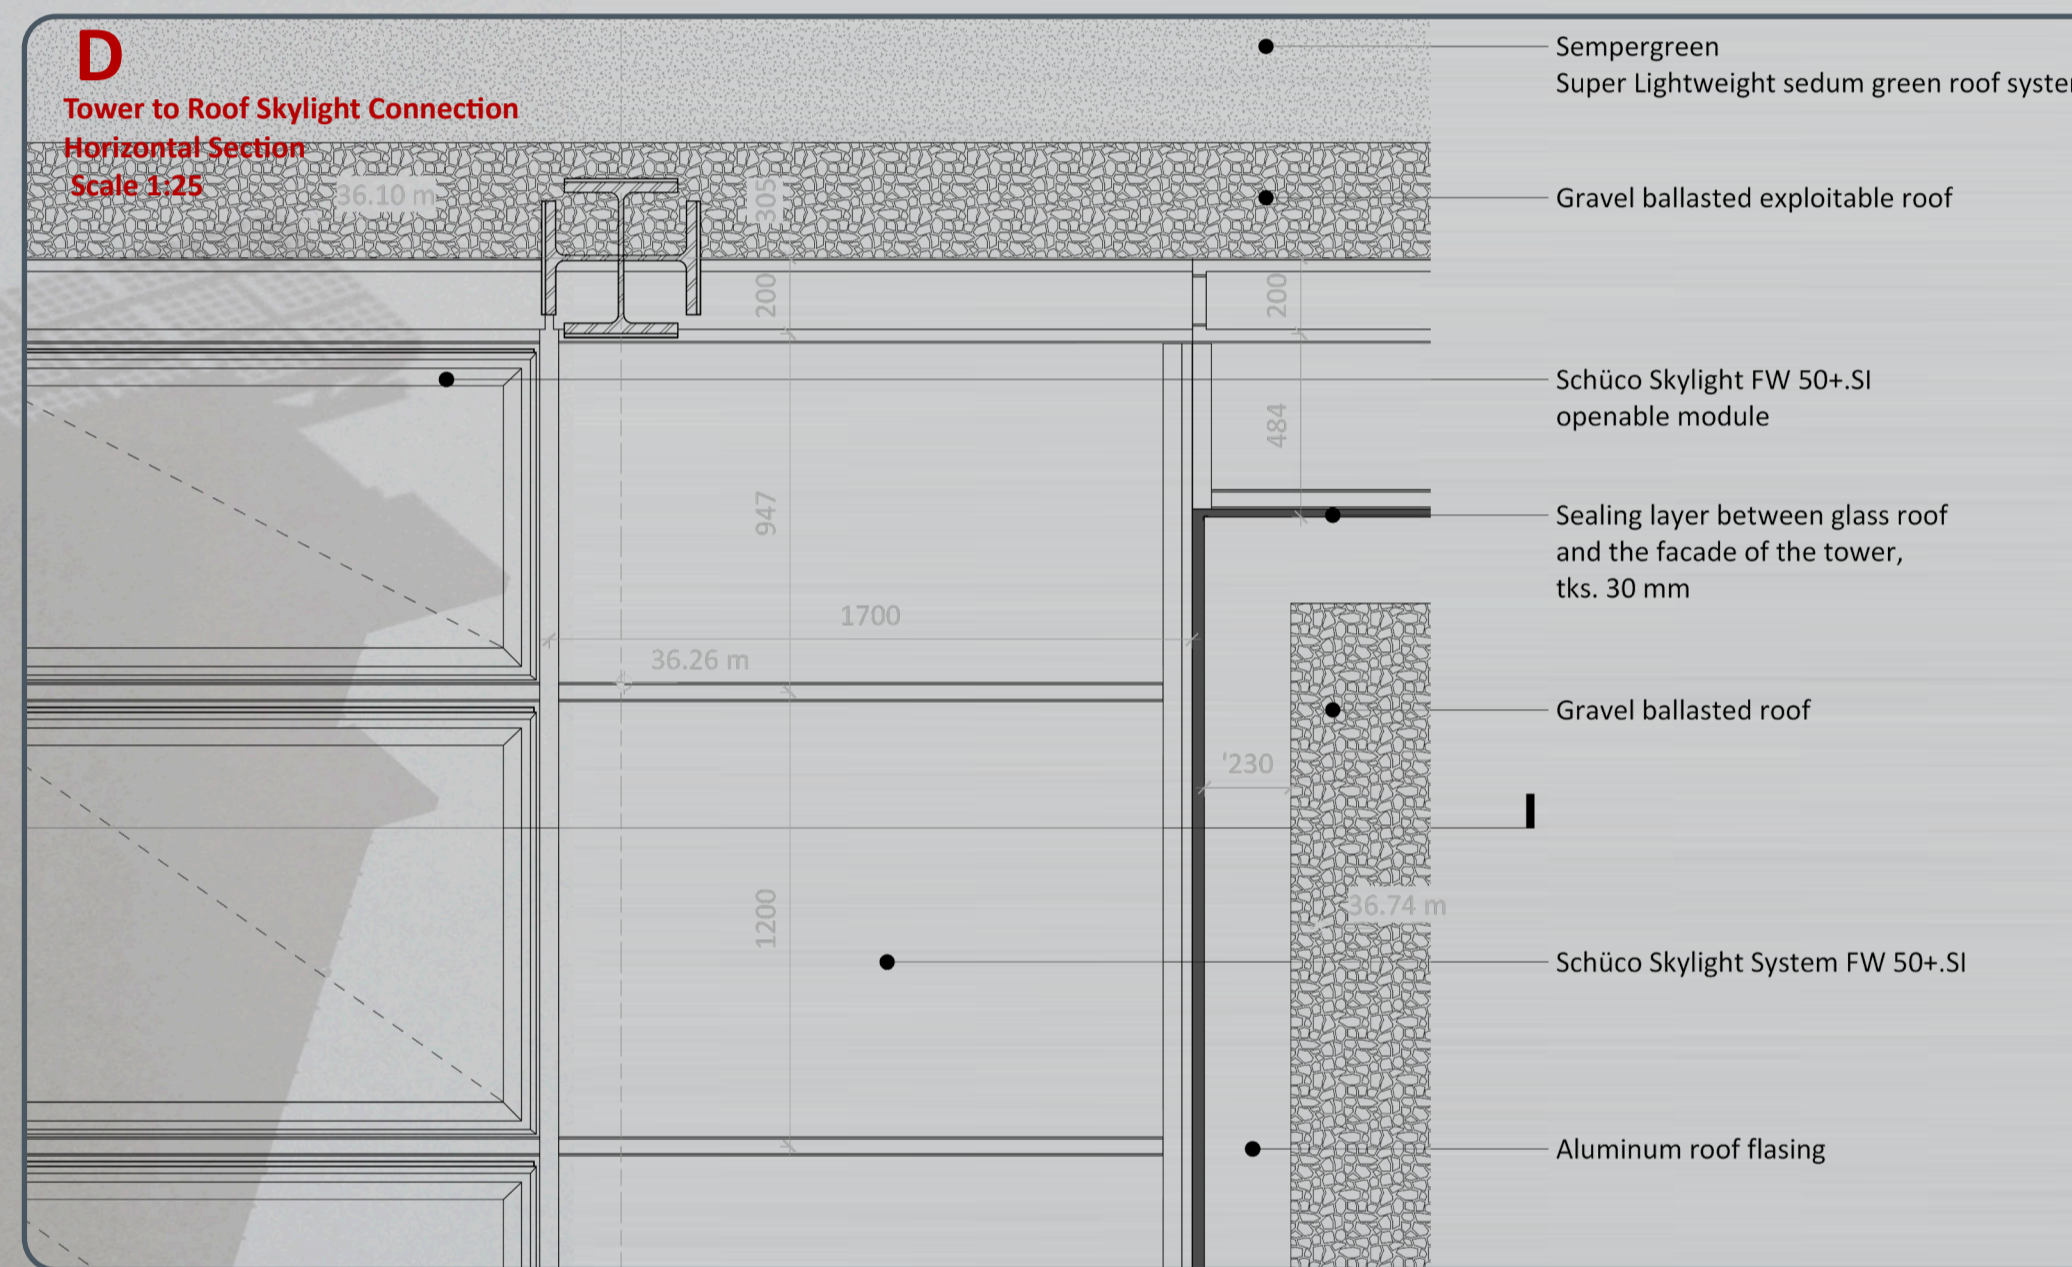 D
Tower to Roof Skylight Connection
Horizontal Section
Scale 1:25
Sempergreen
Super Lightweight sedum green roof
36.10 m
305
Gravel ballasted exploitable roof
200
200
Schüco Skylight FW 50+.SI
openable module
484
947
Sealing layer between glass roof
and the facade of the tower,
tks. 30 mm
1700
36.26 m
Gravel ballasted roof
'230
I
1200
36.74 m
Schüco Skylight System FW 50+.SI
Aluminum roof flasing